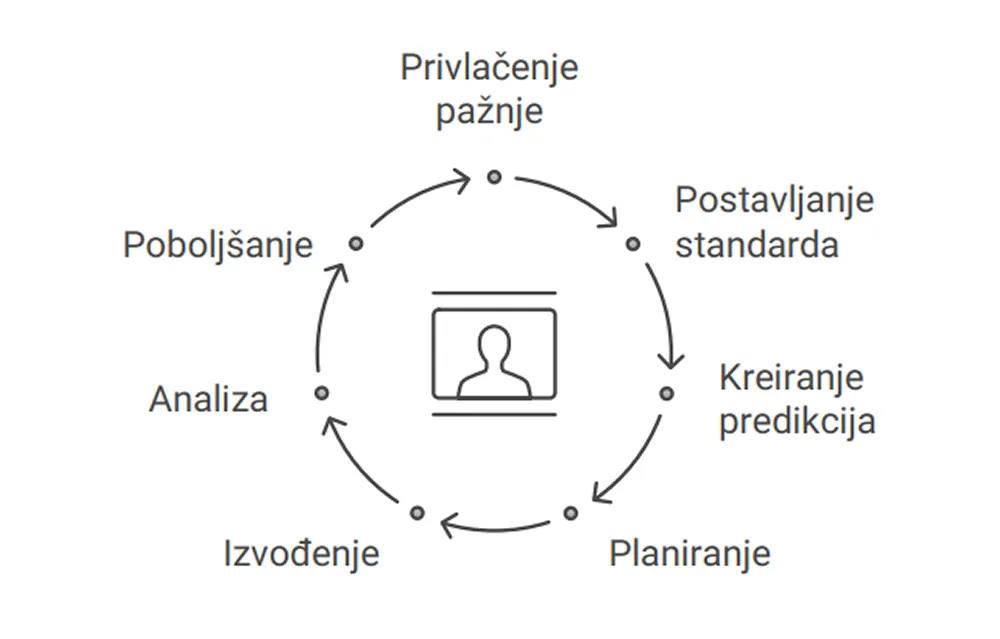 Privlačenje
pažnje
Postavljanje
standarda
Kreiranje
predikcija
Planiranje
Izvođenje
Analiza
Poboljšanje